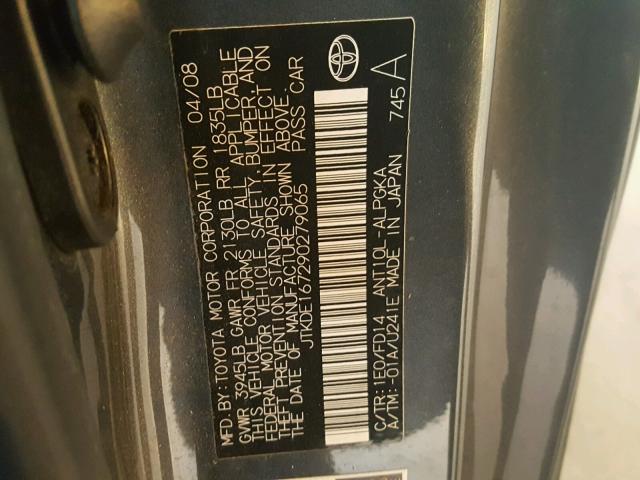 MFD.BY:TOYOTA MOTOR CORPORATION 04/08
GVWR 3945LB GAWR FR 2130LB RR 1835LB
THIS VEHICLE CONFORMS TO ALL APPLICABLE
FEDERAL MOTOR VEHICLE SAFETY, BUMPER, AND
THEFT PREVENTION STANDARDS IN EFFECT ON
THE DATE OF MANUFACTURE SHOWN ABOVE.
JTKDE167290279065 PASS CAR
C/TR: 1E0/FD14 ANT10L-ALPGKA 745 A
A/TM: -01A/U241E MADE IN JAPAN